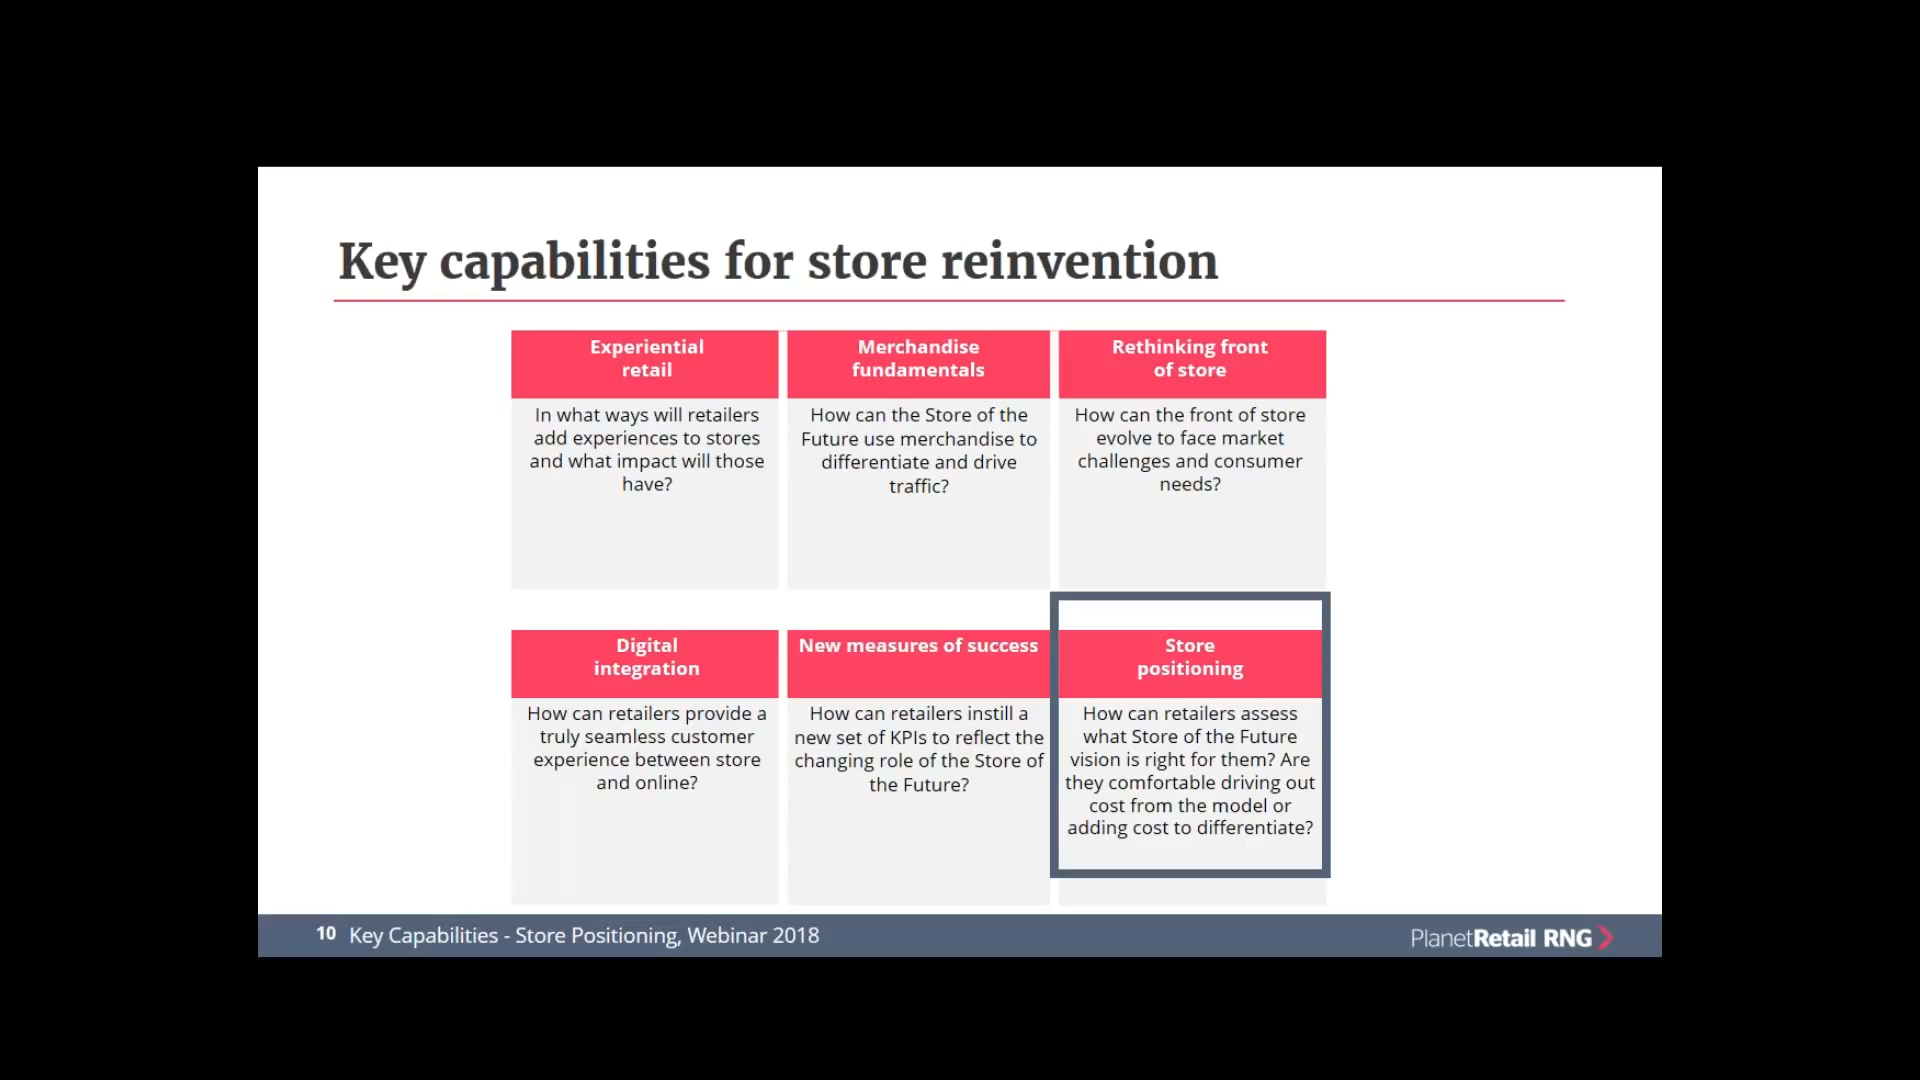 Key capabilities for store reinvention
Experiential
retail
In what ways will retailers
add experiences to stores
and what impact will those
have?
Merchandise
fundamentals
How can the Store of the
Future use merchandise to
differentiate and drive
traffic?
Rethinking front
of store
How can the front of store
evolve to face market
challenges and consumer
needs?
Digital
integration
How can retailers provide a
truly seamless customer
experience between store
and online?
New measures of success
How can retailers instill a
new set of KPIs to reflect the
changing role of the Store of
the Future?
Store
positioning
How can retailers assess
what Store of the Future
vision is right for them? Are
they comfortable driving out
cost from the model or
adding cost to differentiate?
10 Key Capabilities - Store Positioning, Webinar 2018
PlanetRetail RNG